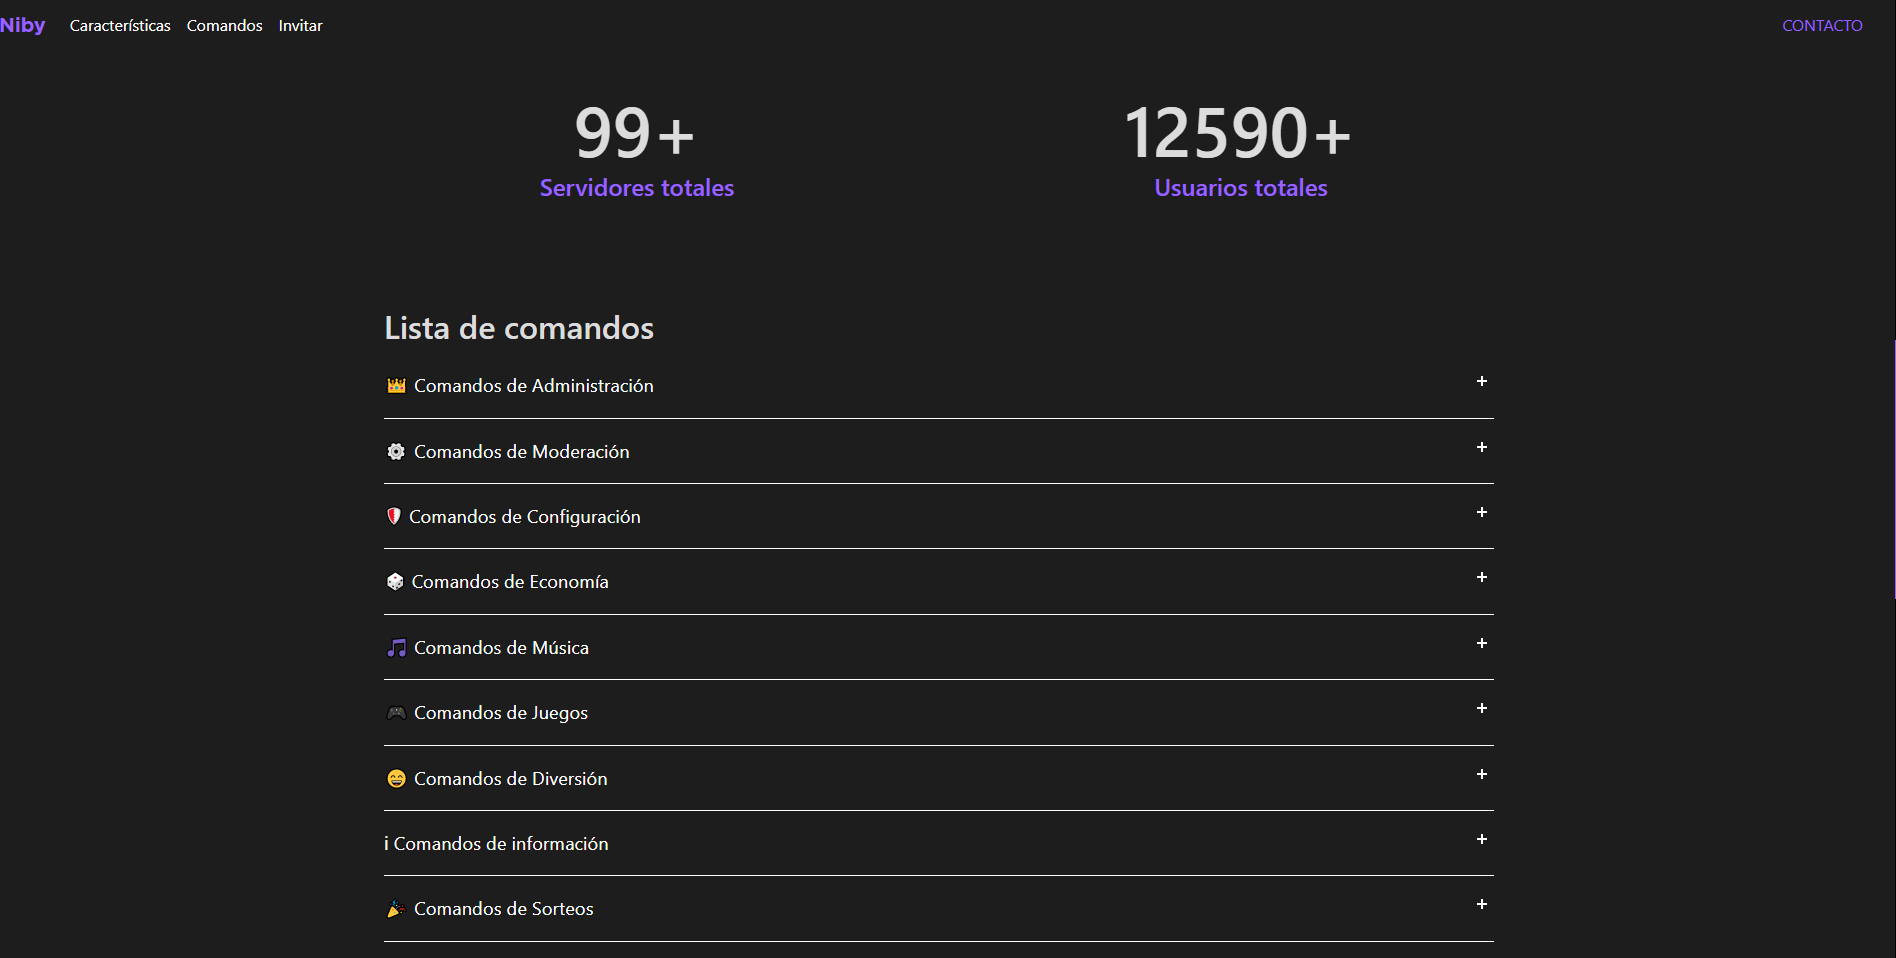 Niby Características Comandos Invitar CONTACTO
99+ 12590+
Servidores totales Usuarios totales
Lista de comandos
👑 Comandos de Administración +
⚙️ Comandos de Moderación +
🛡️ Comandos de Configuración +
🎲 Comandos de Economía +
🎵 Comandos de Música +
🎮 Comandos de Juegos +
😄 Comandos de Diversión +
ℹ Comandos de información +
🎉 Comandos de Sorteos +